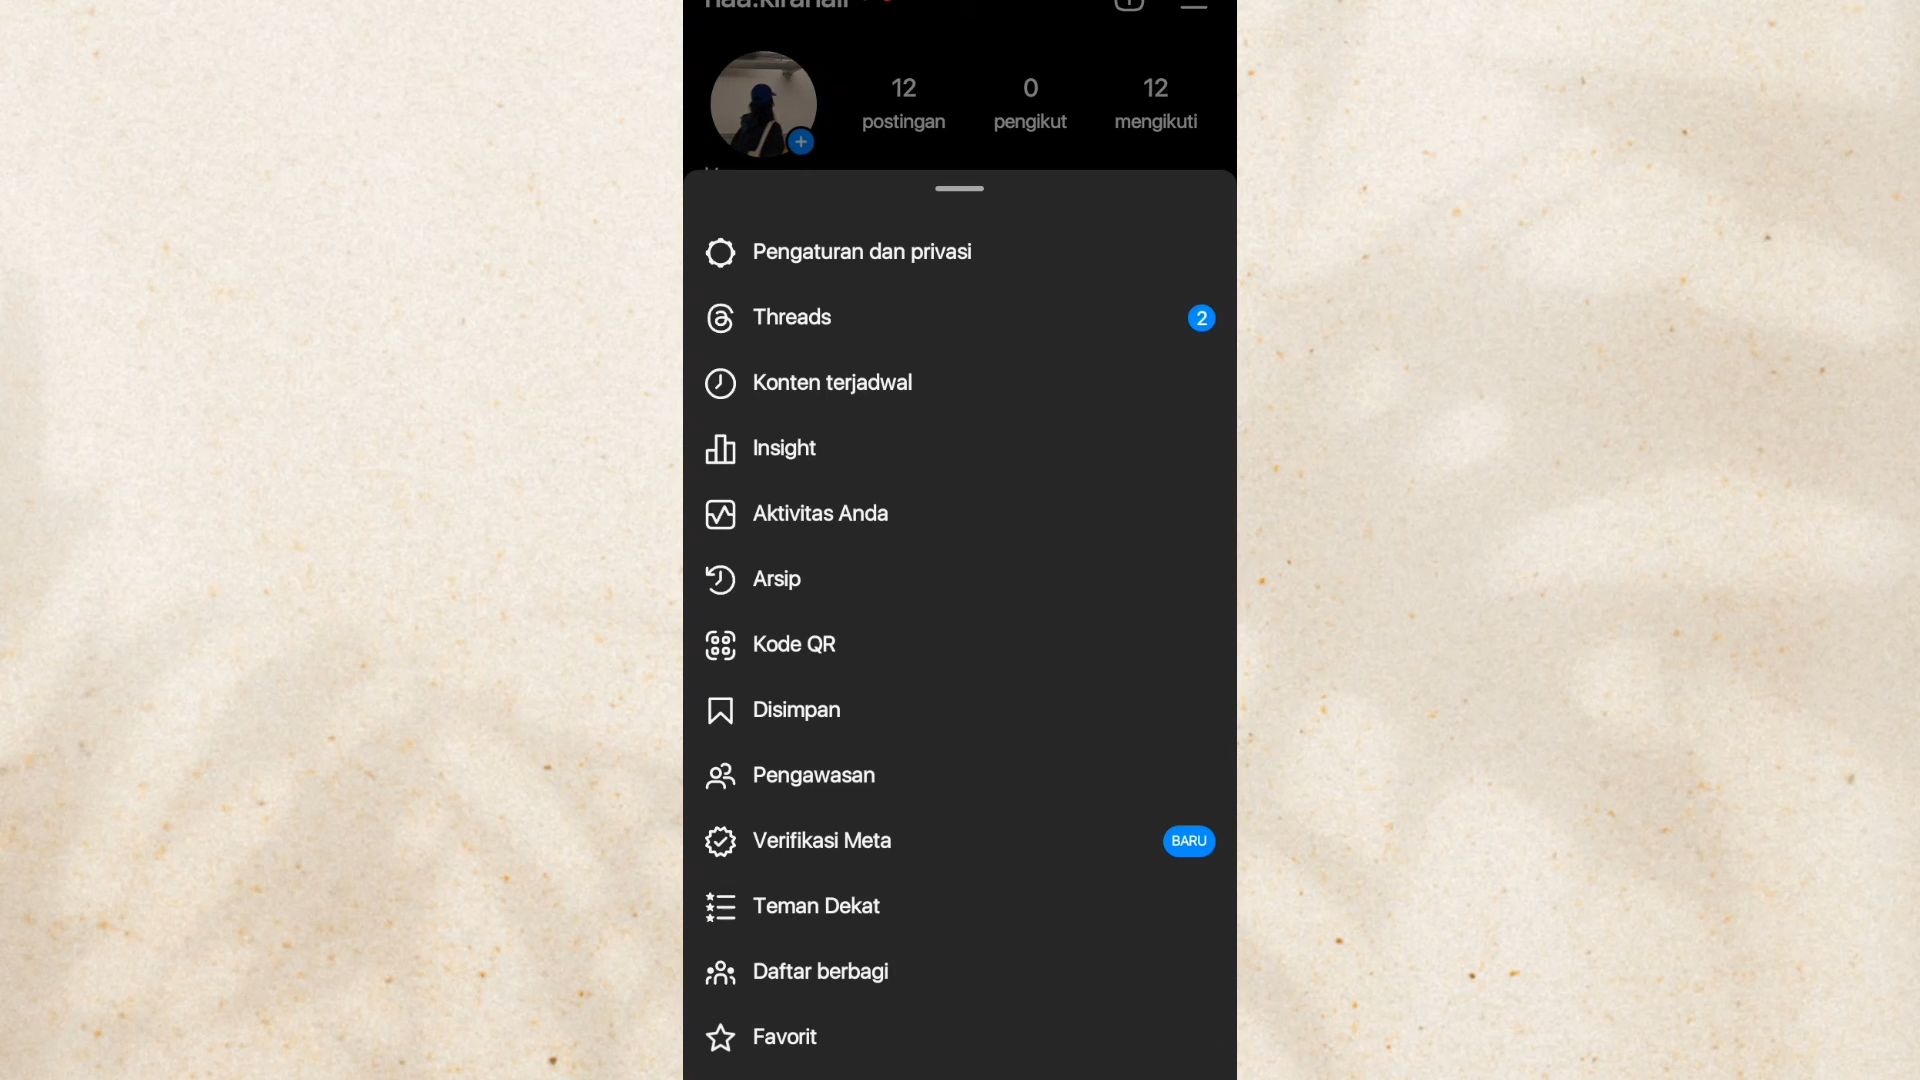 12 0 12
postingan pengikut mengikuti
Pengaturan dan privasi
Threads 2
Konten terjadwal
Insight
Aktivitas Anda
Arsip
Kode QR
Disimpan
Pengawasan
Verifikasi Meta BARU
Teman Dekat
Daftar berbagi
Favorit